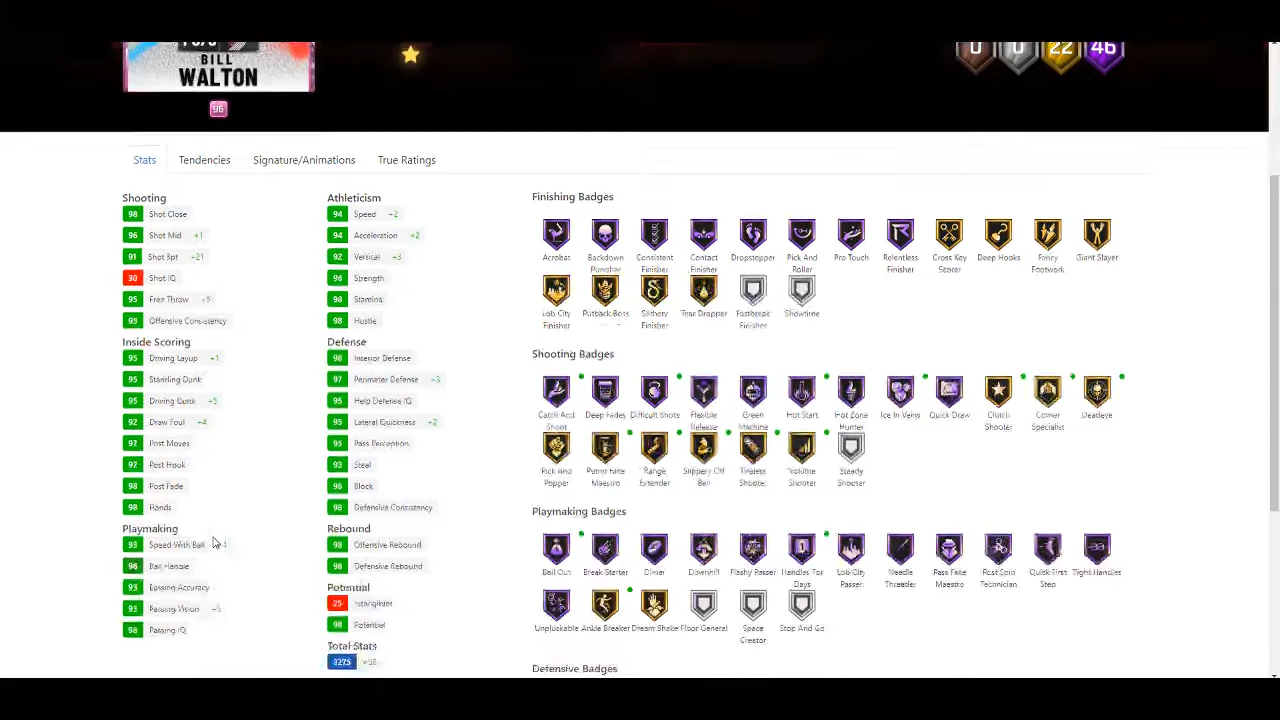 BILL
WALTON
96
0 0 22 46
Stats Tendencies Signature/Animations True Ratings
Shooting
98 Shot Close
96 Shot Mid +1
91 Shot 3pt +21
Shot IQ
95 Free Throw +5
Offensive Consistency
Inside Scoring
95 Driving Layup +1
95 Standing Dunk
95 Driving Dunk +5
92 Draw Foul +4
Post Moves
Post Hook
98 Post Fade
98 Hands
Playmaking
93 Speed With Ball
96 Ball Handle
Passing Accuracy
Passing Vision +5
98 Passing IQ
Athleticism
94 Speed +2
94 Acceleration +2
92 Vertical +3
96 Strength
98 Stamina
98 Hustle
Defense
98 Interior Defense
97 Perimeter Defense +3
95 Help Defense IQ
95 Lateral Quickness +2
95 Pass Perception
93 Steal
Block
98 Defensive Consistency
Rebound
98 Offensive Rebound
98 Defensive Rebound
Potential
25 Intangibles
98 Potential
Total Stats
Finishing Badges
Acrobat Backdown Punisher Consistent Finisher Contact Finisher Dropstepper Pick And Roller Pro Touch Relentless Finisher Cross Key Scorer Deep Hooks Fancy Footwork Giant Slayer
Lob City Finisher Putback Boss Slithery Finisher Tear Dropper Fastbreak Finisher Showtime
Shooting Badges
Catch And Shoot Deep Fades Difficult Shots Flexible Release Green Machine Hot Start Hot Zone Hunter Ice In Veins Quick Draw Clutch Shooter Corner Specialist Deadeye
Pick And Popper Pump Fake Maestro Range Extender Slippery Off Ball Tireless Shooter Volume Shooter Steady Shooter
Playmaking Badges
Bail Out Break Starter Dimer Downhill Flashy Passer Handles For Days Lob City Passer Needle Threader Pass Fake Maestro Post Spin Technician Quick First Step Tight Handles
Unpluckable Ankle Breaker Dream Shake Floor General Space Creator Stop And Go
Defensive Badges